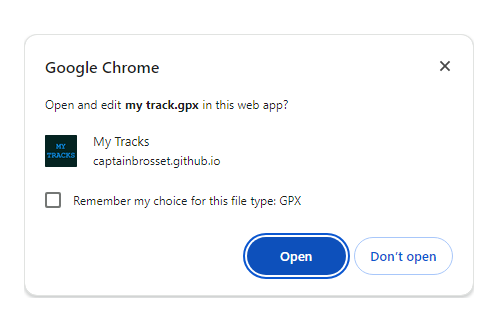 Google Chrome
Open and edit my track.gpx in this web app?
MY
TRACKS
My Tracks
captainbrosset.github.io
Remember my choice for this file type: GPX
Open
Don't open